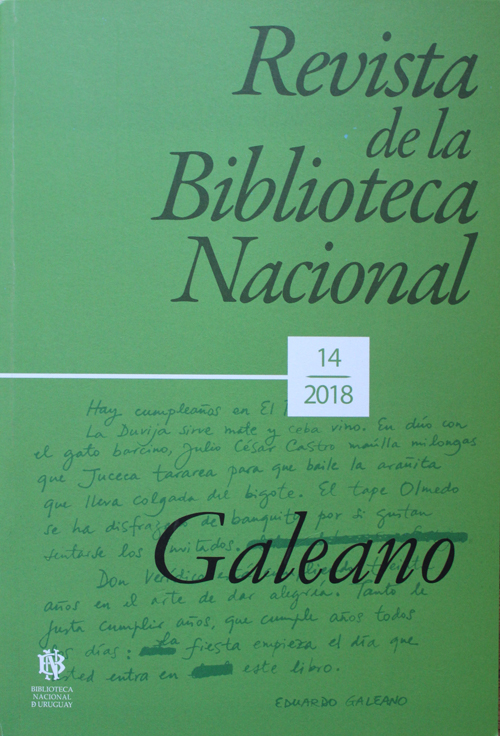 Revista
de la
Biblioteca
Nacional
14
2018
Hay cumpleaños en El
La Duvija sirve mate y ceba vino. En dúo con
el gato barcino, Julio César Castro maúlla milongas
que Juceca tararea para que baile la arañita
que lleva colgada del bigote. El tape Olmedo
se ha disfrazado de banquito, por si gustan
sentarse los invitados.
Galeano
Don
años en el arte de dar alegría. Tanto le
gusta cumplir años, que cumple años todos
los días: la fiesta empieza el día que
usted entra en este libro.
EDUARDO GALEANO
BIBLIOTECA
NACIONAL
D URUGUAY